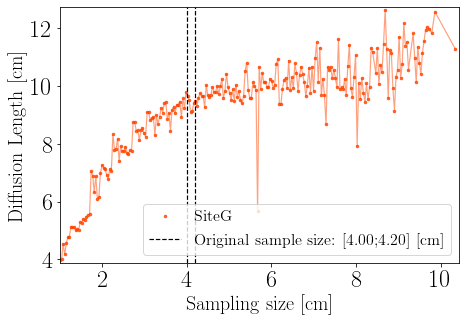 Diffusion Length [cm]
12
10
8
6
4
SiteG
Original sample size: [4.00;4.20] [cm]
2 4 6 8 10
Sampling size [cm]